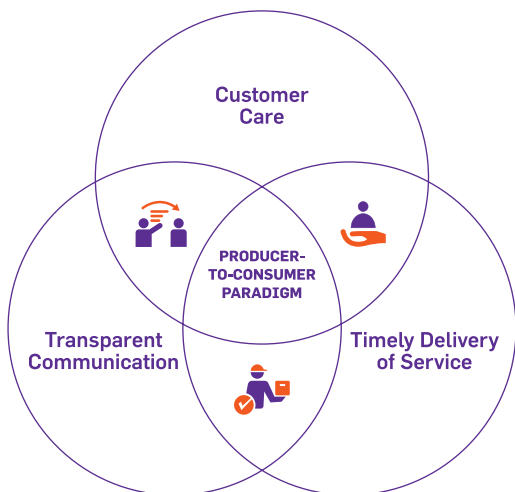 Customer
Care
PRODUCER-
TO-CONSUMER
PARADIGM
Transparent
Communication
Timely Delivery
of Service